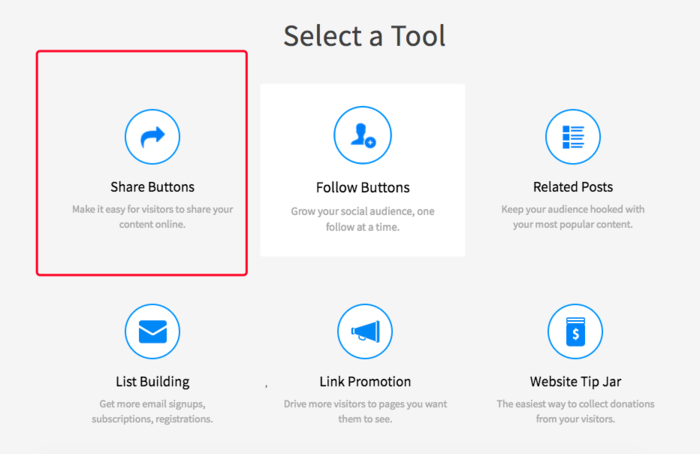 Select a Tool
Share Buttons
Make it easy for visitors to share your
content online.
Follow Buttons
Grow your social audience, one
follow at a time.
Related Posts
Keep your audience hooked with
your most popular content.
List Building
Get more email signups,
subscriptions, registrations.
,
Link Promotion
Drive more visitors to pages you want
them to see.
$
Website Tip Jar
The easiest way to collect donations
from your visitors.